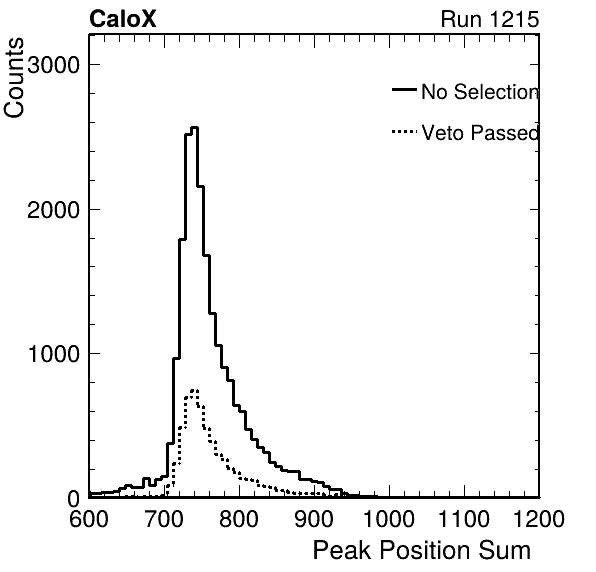 CaloX Run 1215
Counts
3000
2000
1000
0
No Selection
Veto Passed
600 700 800 900 1000 1100 1200
Peak Position Sum